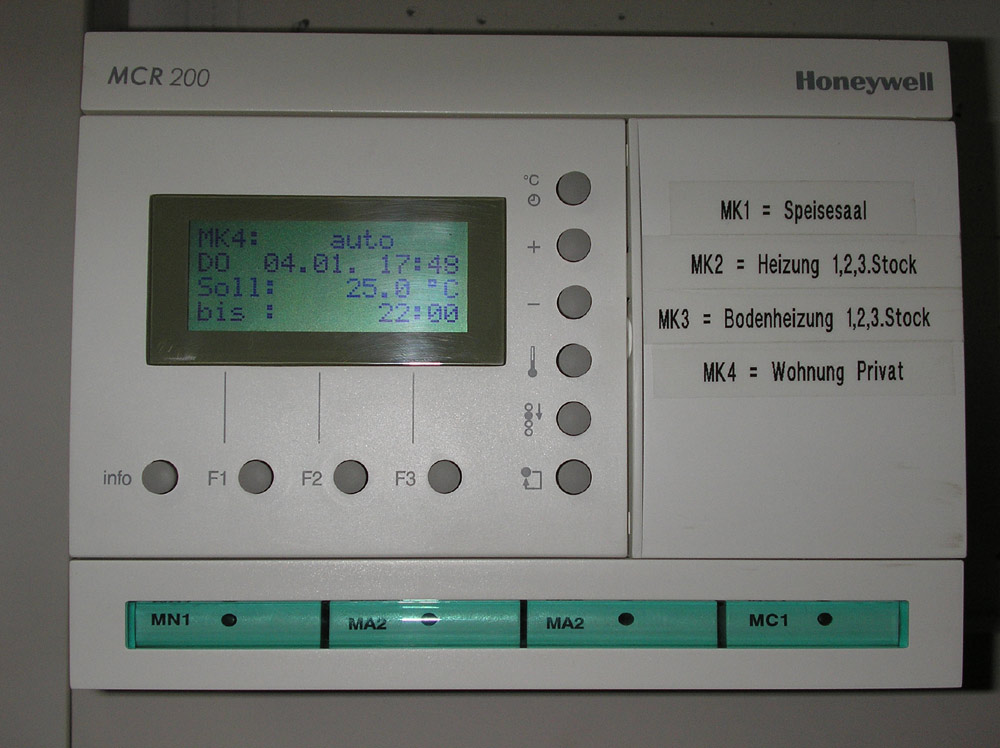 MCR 200
Honeywell
MK4: auto
DO 04.01. 17:48
Soll: 25.0 °C
bis : 22:00
°C
+
−
info F1 F2 F3
MK1 = Speisesaal
MK2 = Heizung 1,2,3.Stock
MK3 = Bodenheizung 1,2,3.Stock
MK4 = Wohnung Privat
MN1 MA2 MA2 MC1